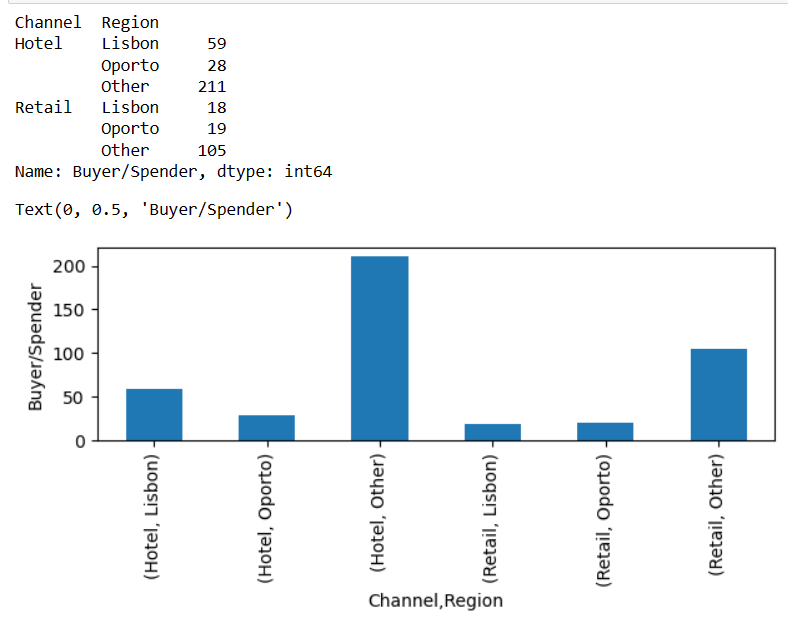 Channel  Region
Hotel    Lisbon     59
         Oporto     28
         Other     211
Retail   Lisbon     18
         Oporto     19
         Other     105
Name: Buyer/Spender, dtype: int64
Text(0, 0.5, 'Buyer/Spender')
200
150
100
50
0
Buyer/Spender
(Hotel, Lisbon)
(Hotel, Oporto)
(Hotel, Other)
(Retail, Lisbon)
(Retail, Oporto)
(Retail, Other)
Channel,Region